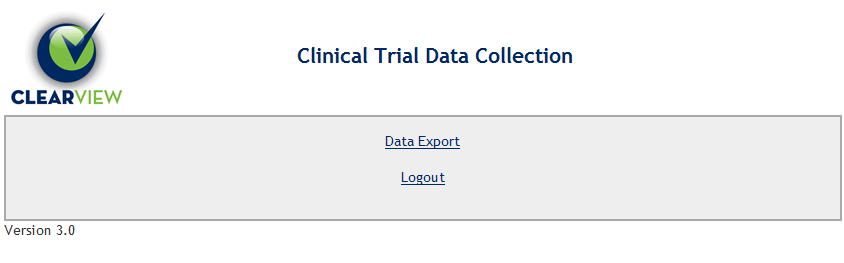 Clinical Trial Data Collection
CLEARVIEW
Data Export
Logout
Version 3.0